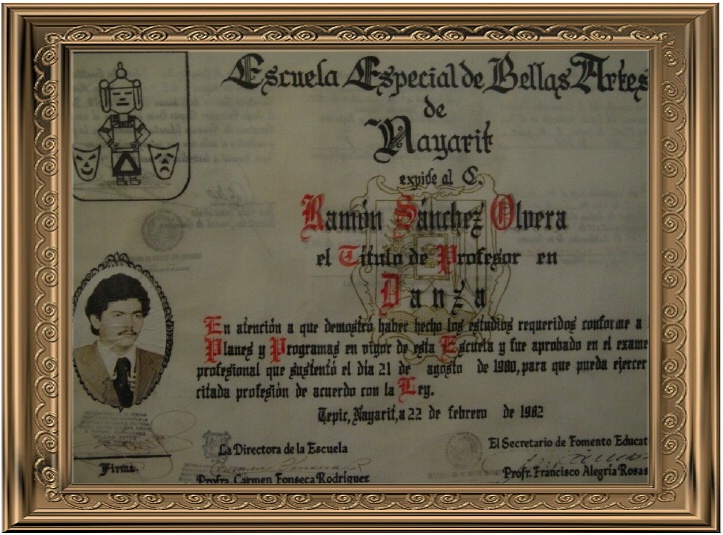 Escuela Especial de Bellas Artes
de
Nayarit
expide al C.
Ramón Sánchez Olvera
el Título de Profesor en
Danza
En atención a que demostró haber hecho los estudios requeridos conforme a
Planes y Programas en vigor de esta Escuela y fue aprobado en el exame
profesional que sustentó el día 21 de agosto de 1980, para que pueda ejercer
citada profesión de acuerdo con la Ley.
Tepic, Nayarit, a 22 de febrero de 1982
La Directora de la Escuela
El Secretario de Fomento Educat
Firma.
Profra. Carmen Fonseca Rodríguez
Profr. Francisco Alegría Rosas